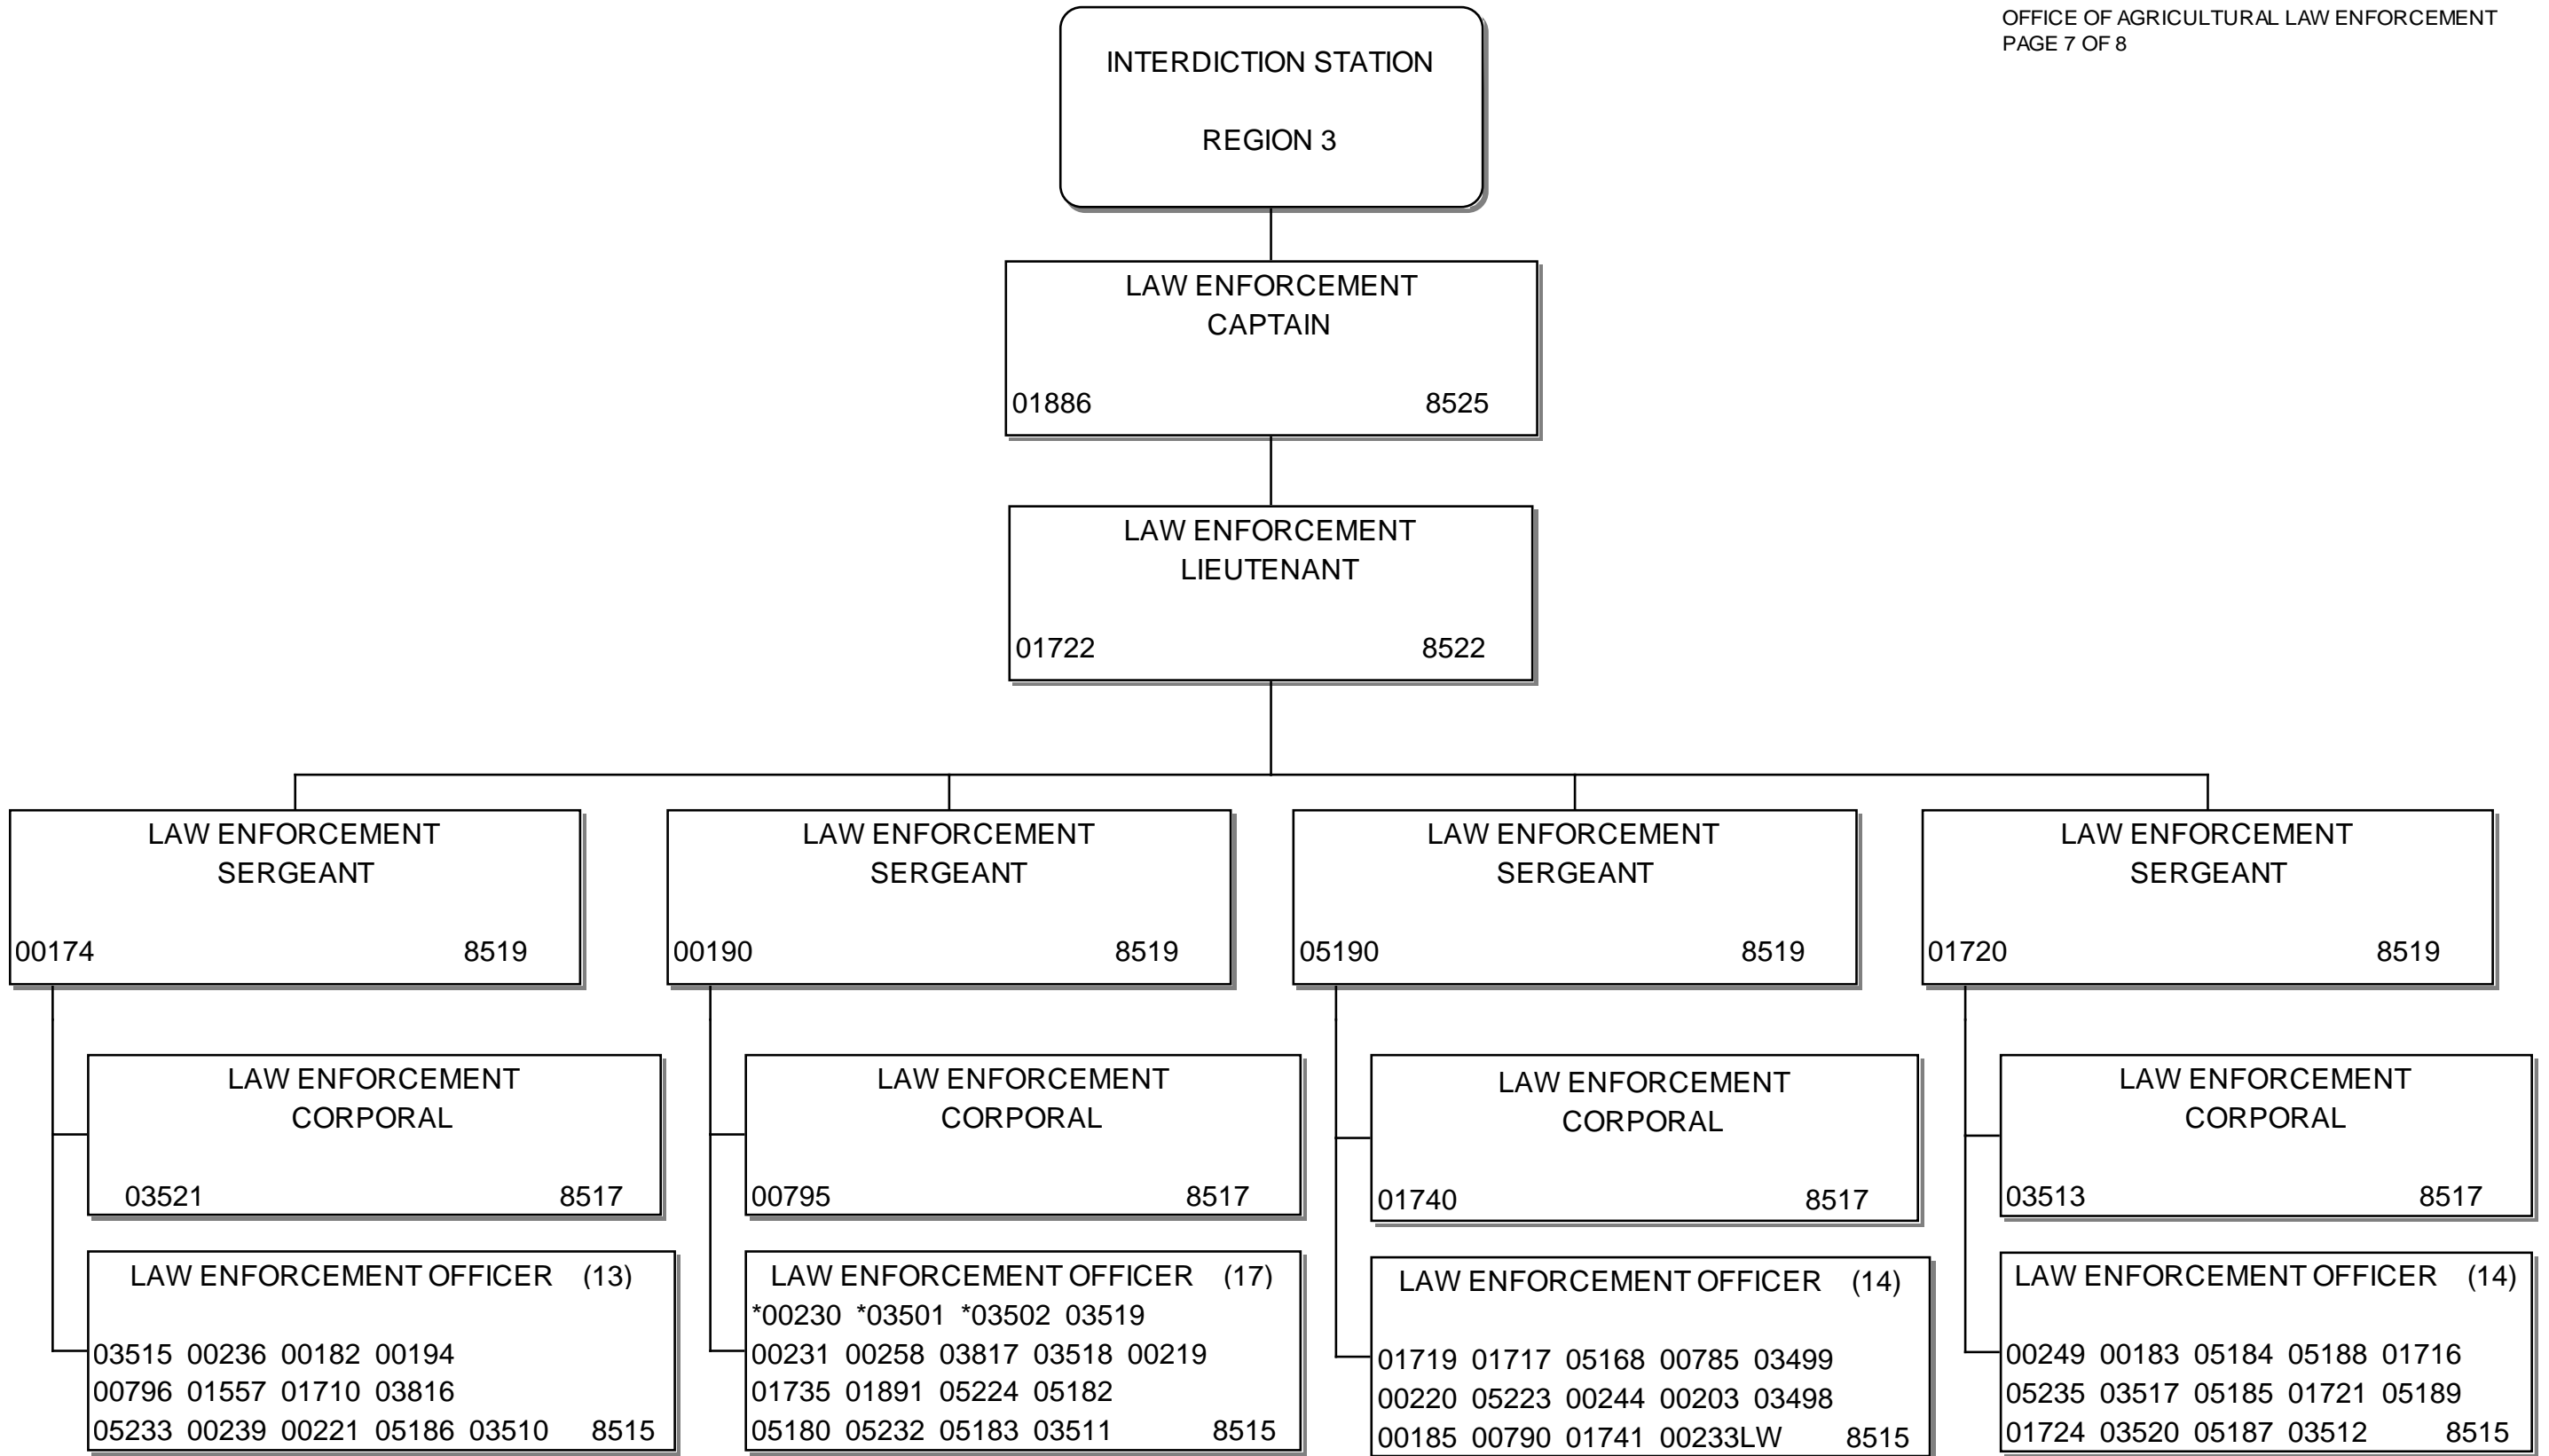 OFFICE OF AGRICULTURAL LAW ENFORCEMENT
PAGE 7 OF 8
INTERDICTION STATION
REGION 3
LAW ENFORCEMENT
CAPTAIN
01886 8525
LAW ENFORCEMENT
LIEUTENANT
01722 8522
LAW ENFORCEMENT
SERGEANT
00174 8519
LAW ENFORCEMENT
SERGEANT
00190 8519
LAW ENFORCEMENT
SERGEANT
05190 8519
LAW ENFORCEMENT
SERGEANT
01720 8519
LAW ENFORCEMENT
CORPORAL
03521 8517
LAW ENFORCEMENT
CORPORAL
00795 8517
LAW ENFORCEMENT
CORPORAL
01740 8517
LAW ENFORCEMENT
CORPORAL
03513 8517
LAW ENFORCEMENT OFFICER (13)
03515 00236 00182 00194
00796 01557 01710 03816
05233 00239 00221 05186 03510 8515
LAW ENFORCEMENT OFFICER (17)
*00230 *03501 *03502 03519
00231 00258 03817 03518 00219
01735 01891 05224 05182
05180 05232 05183 03511 8515
LAW ENFORCEMENT OFFICER (14)
01719 01717 05168 00785 03499
00220 05223 00244 00203 03498
00185 00790 01741 00233LW 8515
LAW ENFORCEMENT OFFICER (14)
00249 00183 05184 05188 01716
05235 03517 05185 01721 05189
01724 03520 05187 03512 8515